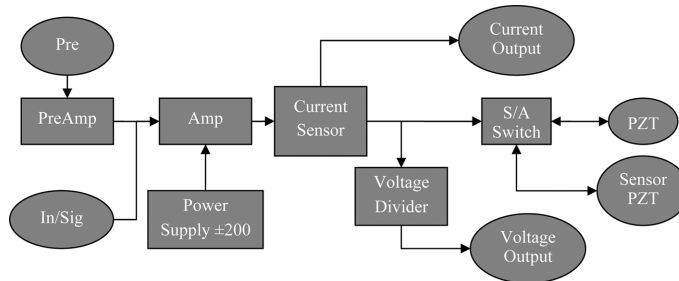 Pre
Current
Output
PreAmp
Amp
Current
Sensor
S/A
Switch
PZT
In/Sig
Power
Supply ±200
Voltage
Divider
Sensor
PZT
Voltage
Output